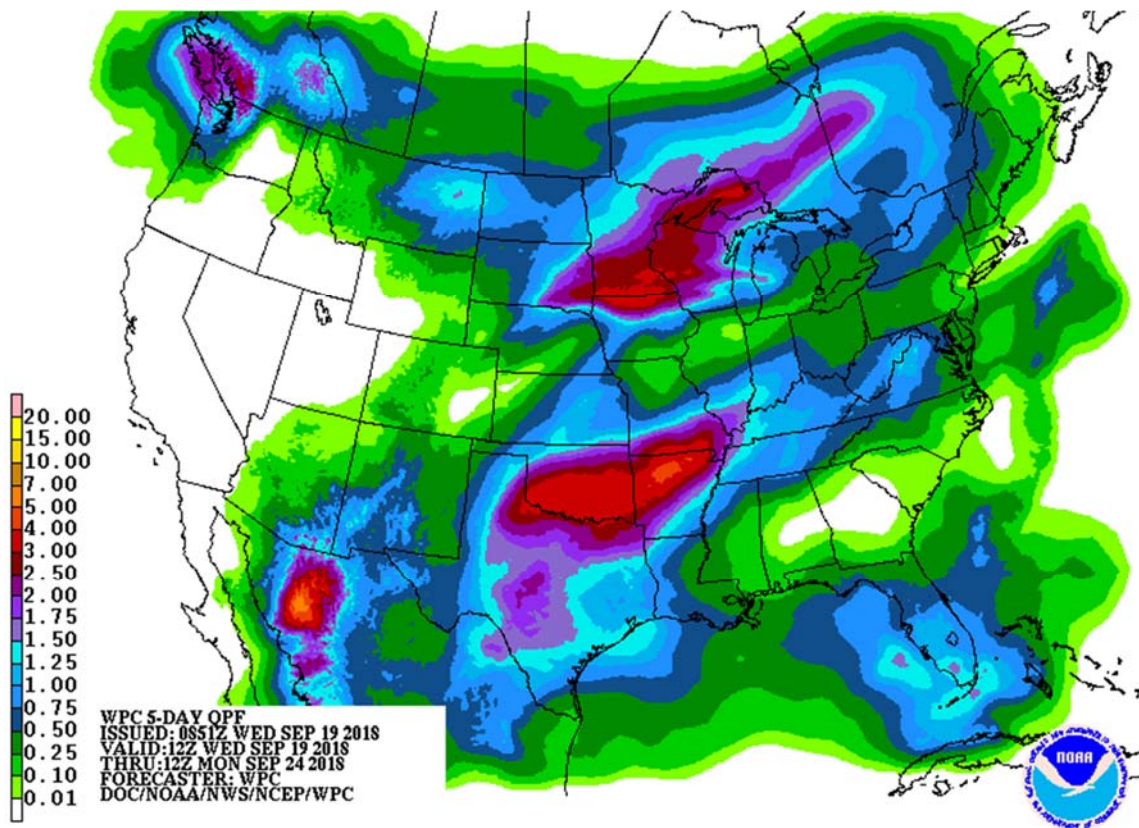 20.00
15.00
10.00
7.00
5.00
4.00
3.00
2.50
2.00
1.75
1.50
1.25
1.00
0.75
0.50
0.25
0.10
0.01
WPC 5-DAY QPF
ISSUED: 0851Z WED SEP 19 2018
VALID:12Z WED SEP 19 2018
THRU:12Z MON SEP 24 2018
FORECASTER: WPC
DOC/NOAA/NWS/NCEP/WPC
NOAA